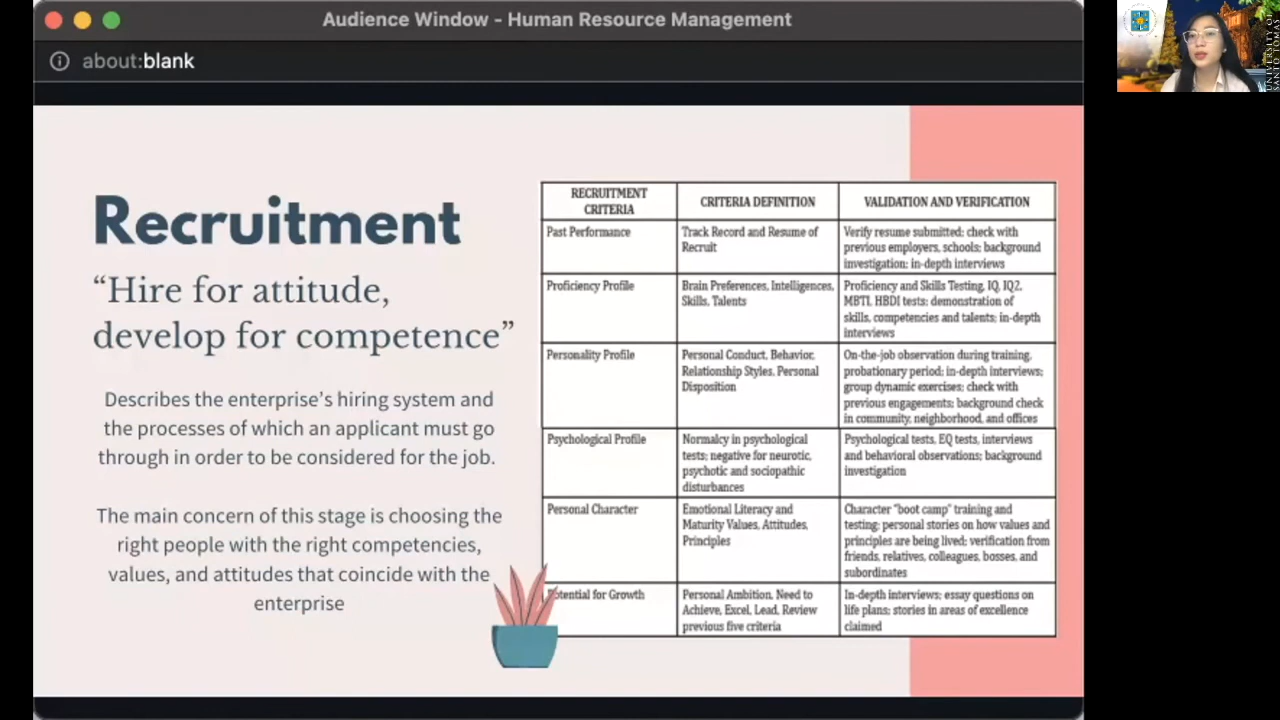 Audience Window - Human Resource Management
about:blank
Recruitment
“Hire for attitude,
develop for competence”
Describes the enterprise’s hiring system and
the processes of which an applicant must go
through in order to be considered for the job.
The main concern of this stage is choosing the
right people with the right competencies,
values, and attitudes that coincide with the
enterprise
RECRUITMENT
CRITERIA
CRITERIA DEFINITION
VALIDATION AND VERIFICATION
Past Performance
Track Record and Resume of
Recruit
Verify resume submitted; check with
previous employers, schools; background
investigation; in-depth interviews
Proficiency Profile
Brain Preferences, Intelligences,
Skills, Talents
Proficiency and Skills Testing, IQ, IQ2,
MBTI, HBDI tests; demonstration of
skills, competencies and talents; in-depth
interviews
Personality Profile
Personal Conduct, Behavior,
Relationship Styles, Personal
Disposition
On-the-job observation during training,
probationary period; in-depth interviews;
group dynamic exercises; check with
previous engagements; background check
in community, neighborhood, and offices
Psychological Profile
Normalcy in psychological
tests; negative for neurotic,
psychotic and sociopathic
disturbances
Psychological tests, EQ tests, interviews
and behavioral observations; background
investigation
Personal Character
Emotional Literacy and
Maturity Values, Attitudes,
Principles
Character "boot camp" training and
testing; personal stories on how values and
principles are being lived; verification from
friends, relatives, colleagues, bosses, and
subordinates
Potential for Growth
Personal Ambition, Need to
Achieve, Excel, Lead, Review
previous five criteria
In-depth interviews; essay questions on
life plans; stories in areas of excellence
claimed
UNIVERSITY OF
SANTO TOMAS